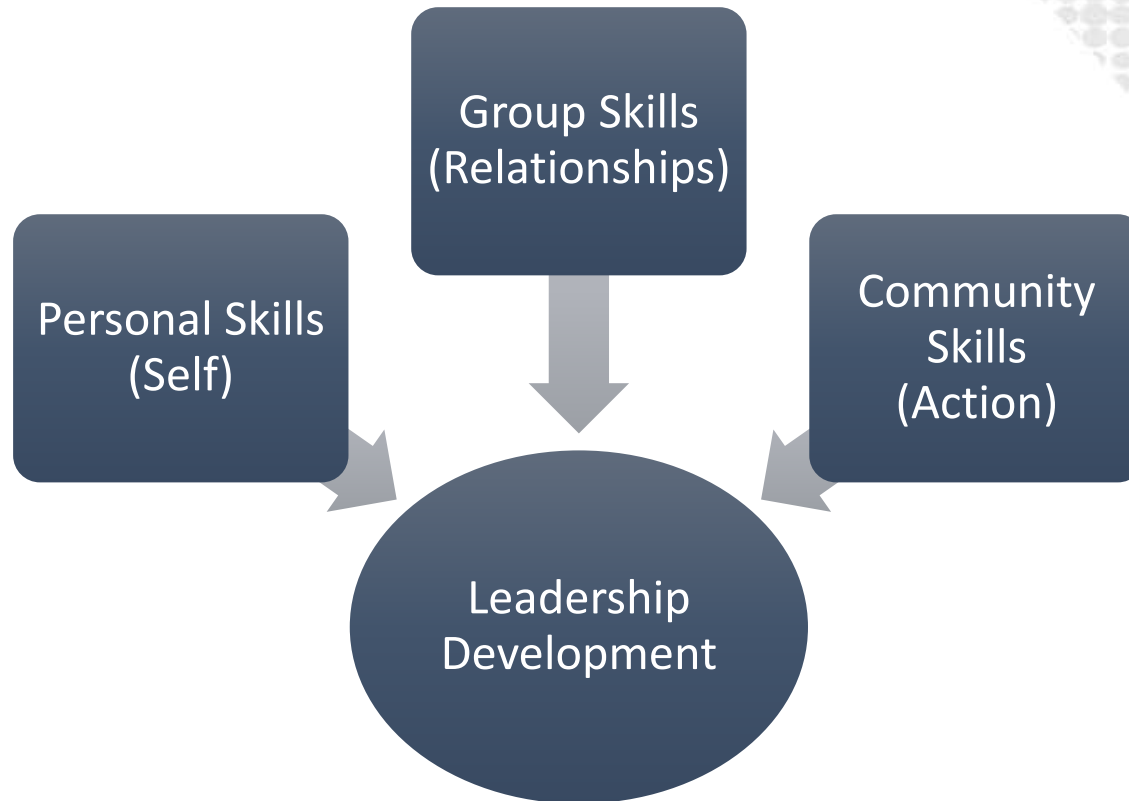 Group Skills
(Relationships)
Personal Skills
(Self)
Community
Skills
(Action)
Leadership
Development